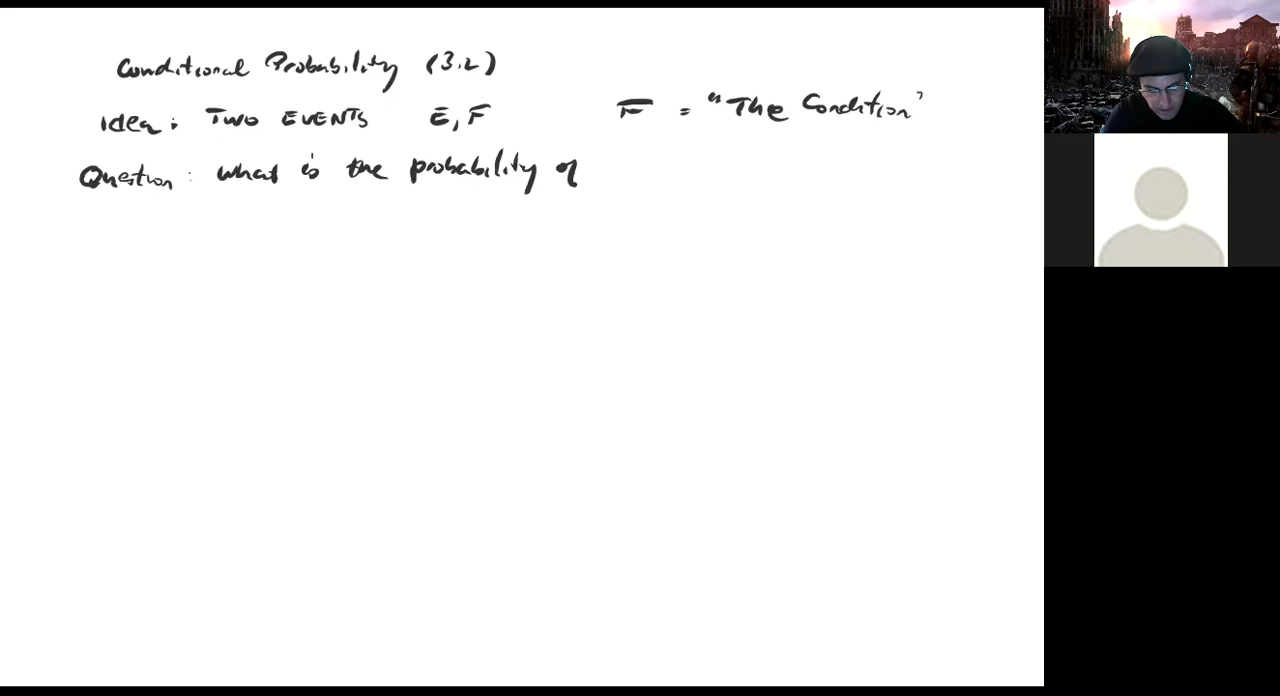 Conditional Probability (3.2)
Idea: TWO EVENTS E, F F = "The Condition"
Question: what is the probability of